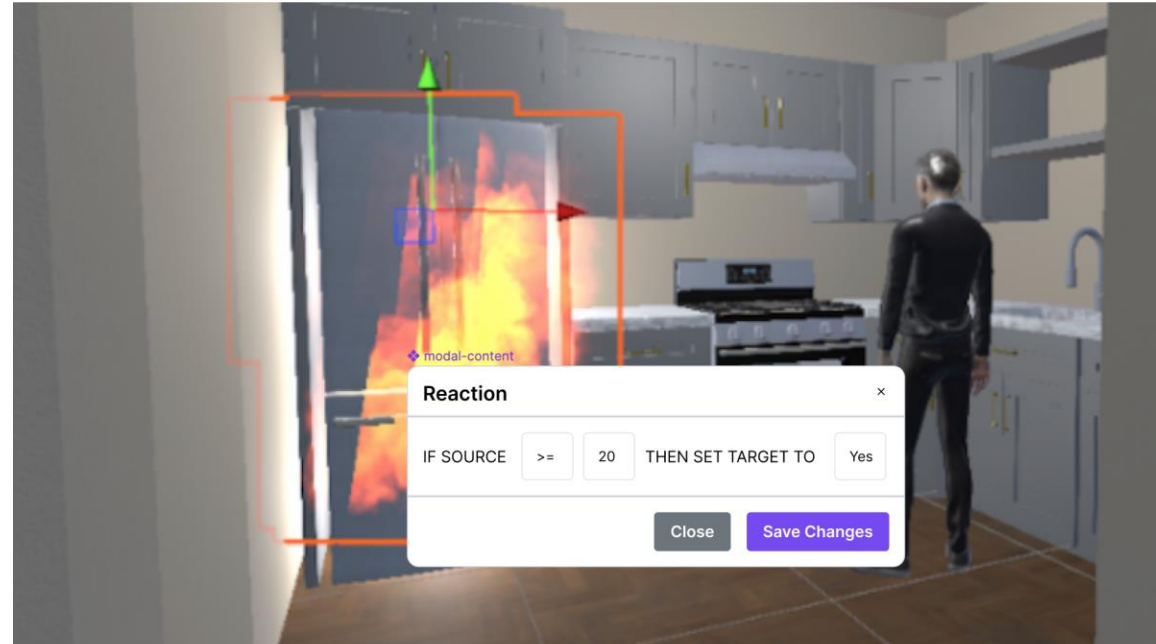 modal-content
Reaction ×
IF SOURCE >= 20 THEN SET TARGET TO Yes
Close Save Changes